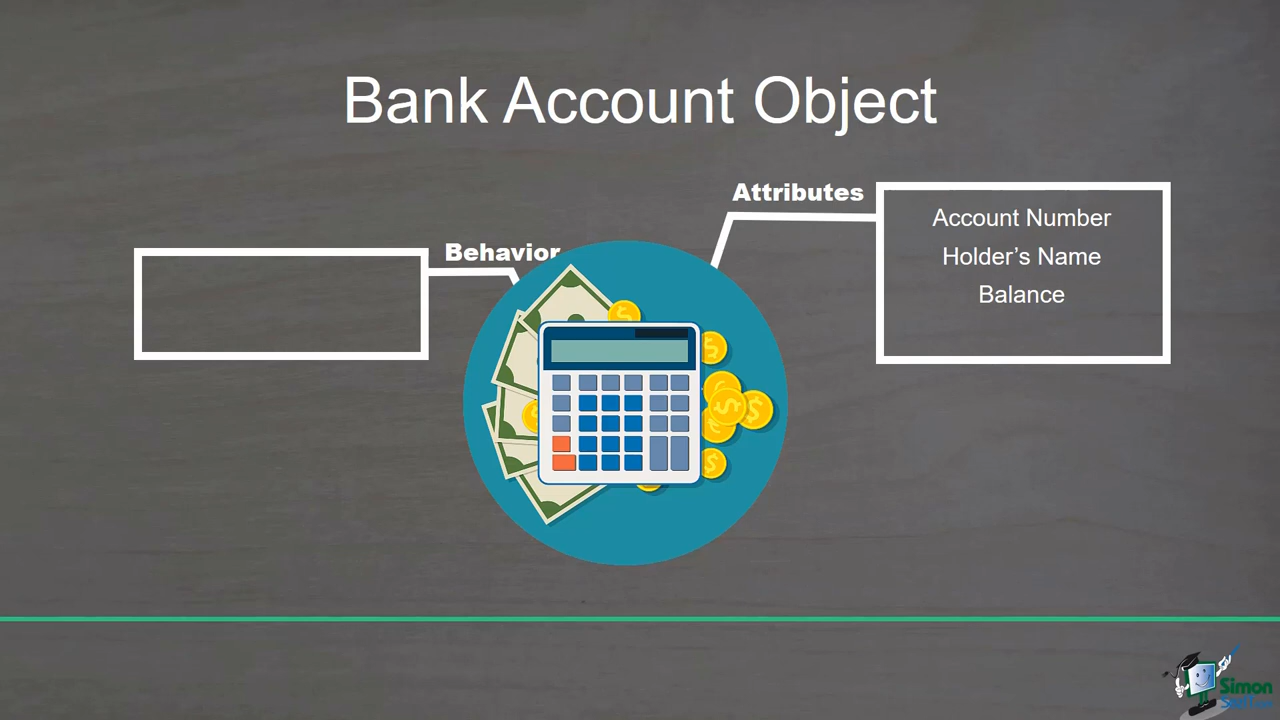 Bank Account Object
Attributes
Account Number
Holder’s Name
Balance
Behavior
Simon